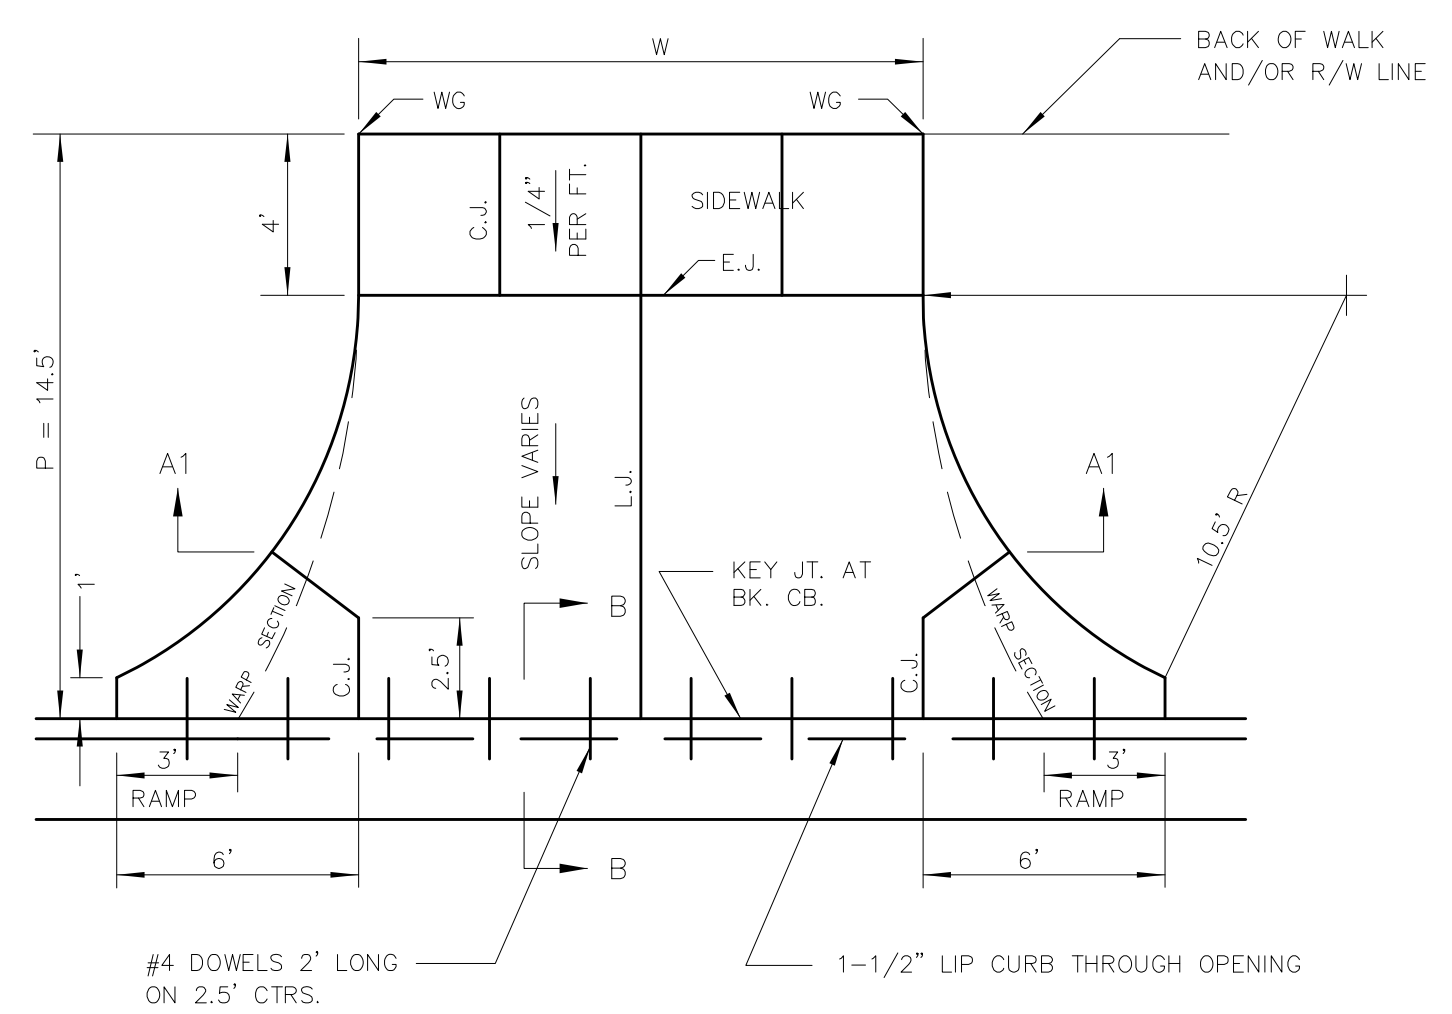 W
BACK OF WALK
AND/OR R/W LINE
WG
WG
4'
C.J.
1/4"
PER FT.
SIDEWALK
E.J.
P = 14.5'
SLOPE VARIES
L.J.
A1
A1
10.5' R
1'
KEY JT. AT
BK. CB.
B
WARP SECTION
WARP SECTION
C.J.
2.5'
C.J.
3'
RAMP
3'
RAMP
6'
B
6'
#4 DOWELS 2' LONG
ON 2.5' CTRS.
1-1/2" LIP CURB THROUGH OPENING